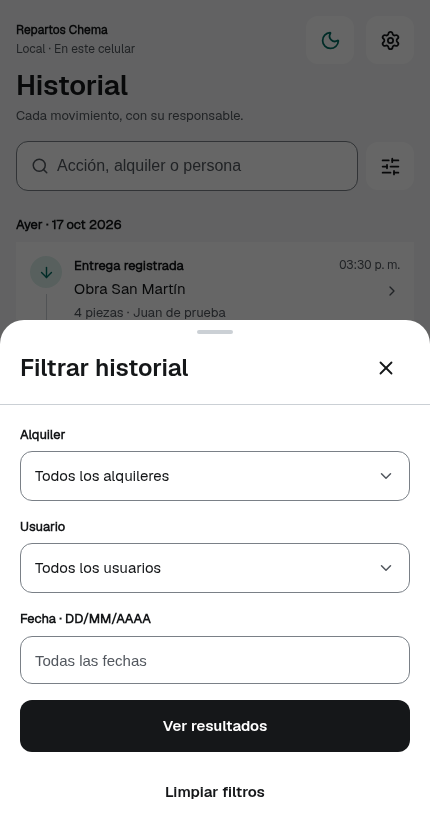 Repartos Chema
Local · En este celular
Historial
Cada movimiento, con su responsable.
Acción, alquiler o persona
Ayer · 17 oct 2026
Entrega registrada
03:30 p. m.
Obra San Martín
4 piezas · Juan de prueba
Filtrar historial
Alquiler
Todos los alquileres
Usuario
Todos los usuarios
Fecha · DD/MM/AAAA
Todas las fechas
Ver resultados
Limpiar filtros